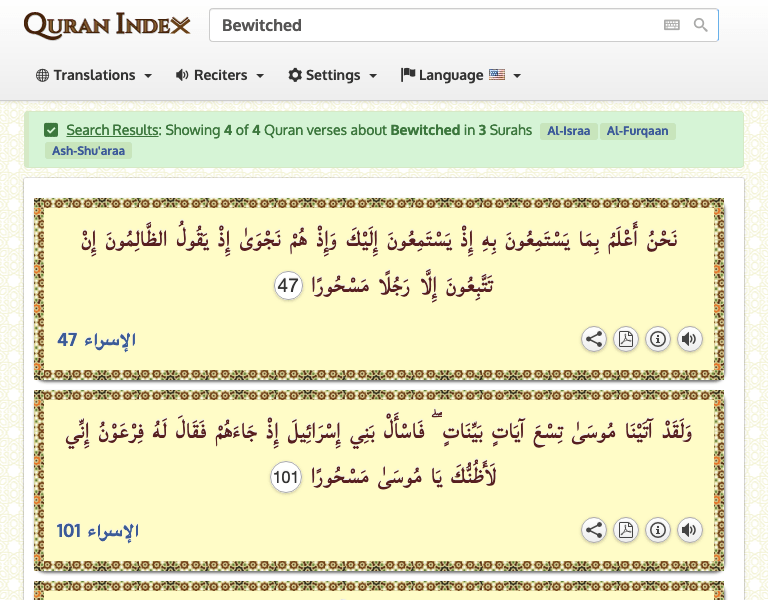 QURAN INDEX
Bewitched
Translations Reciters Settings Language
Search Results: Showing 4 of 4 Quran verses about Bewitched in 3 Surahs Al-Israa Al-Furqaan
Ash-Shu'araa
نَحْنُ أَعْلَمُ بِمَا يَسْتَمِعُونَ بِهِ إِذْ يَسْتَمِعُونَ إِلَيْكَ وَإِذْ هُمْ نَجْوَىٰ إِذْ يَقُولُ الظَّالِمُونَ إِنْ
تَتَّبِعُونَ إِلَّا رَجُلًا مَسْحُورًا 47
الإسراء 47
وَلَقَدْ آتَيْنَا مُوسَىٰ تِسْعَ آيَاتٍ بَيِّنَاتٍ ۖ فَاسْأَلْ بَنِي إِسْرَائِيلَ إِذْ جَاءَهُمْ فَقَالَ لَهُ فِرْعَوْنُ إِنِّي
لَأَظُنُّكَ يَا مُوسَىٰ مَسْحُورًا 101
الإسراء 101